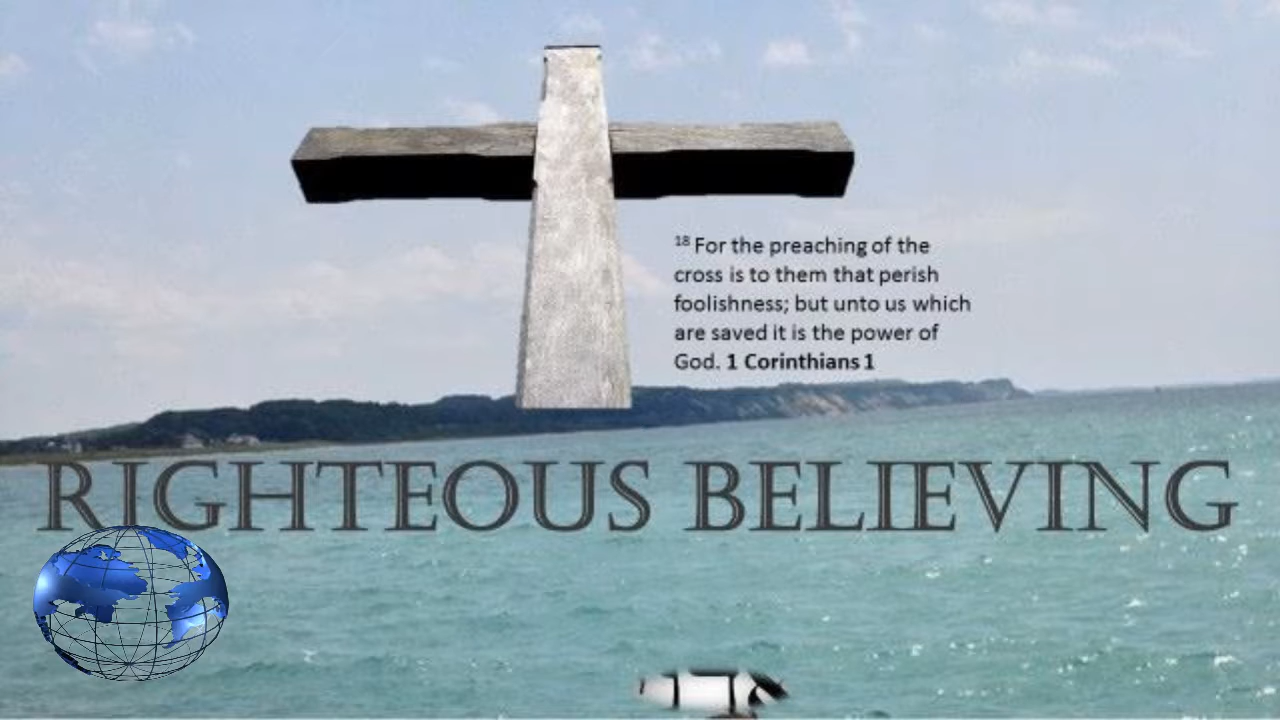 18 For the preaching of the
cross is to them that perish
foolishness; but unto us which
are saved it is the power of
God. 1 Corinthians 1
RIGHTEOUS BELIEVING